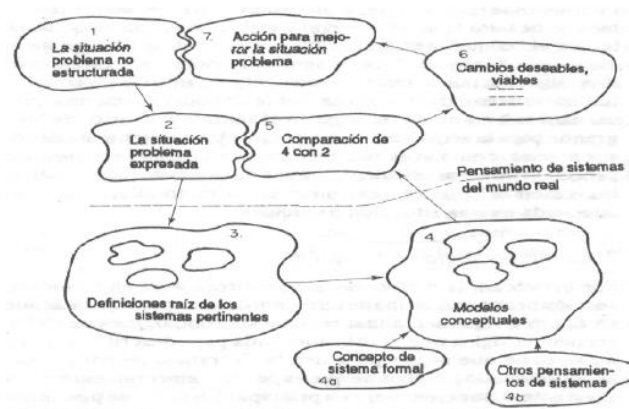 1
La situación
problema no
estructurada
7.
Acción para mejo-
rar la situación
problema
6
Cambios deseables,
viables
2
La situación
problema
expresada
5
Comparación de
4 con 2
Pensamiento de sistemas
del mundo real
3.
Definiciones raíz de los
sistemas pertinentes
4.
Modelos
conceptuales
Concepto de
sistema formal
4a
Otros pensamien-
tos de sistemas
4b